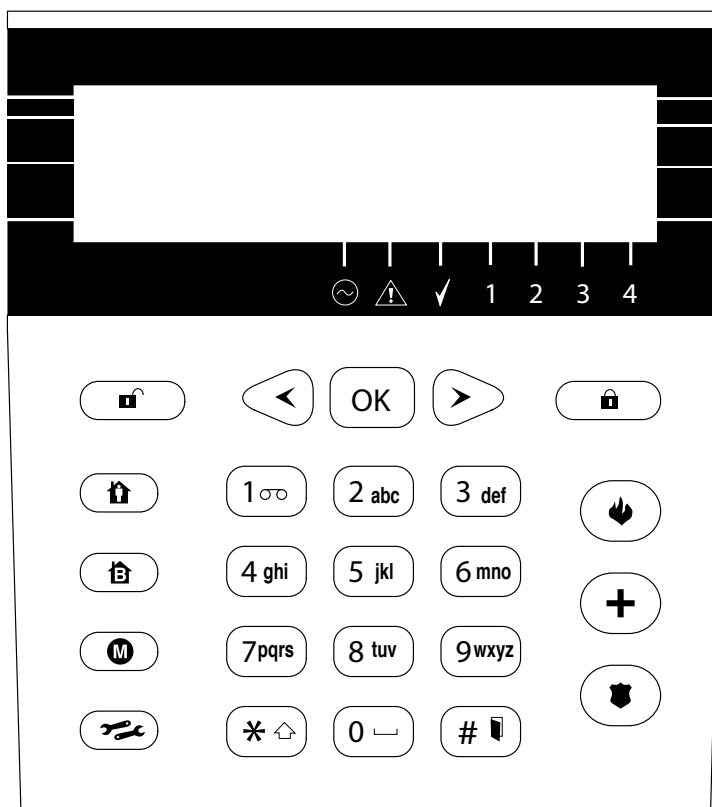 1 2 3 4
OK
1 2 abc 3 def
4 ghi 5 jkl 6 mno
B
M
7pqrs 8 tuv 9wxyz
* 0 #